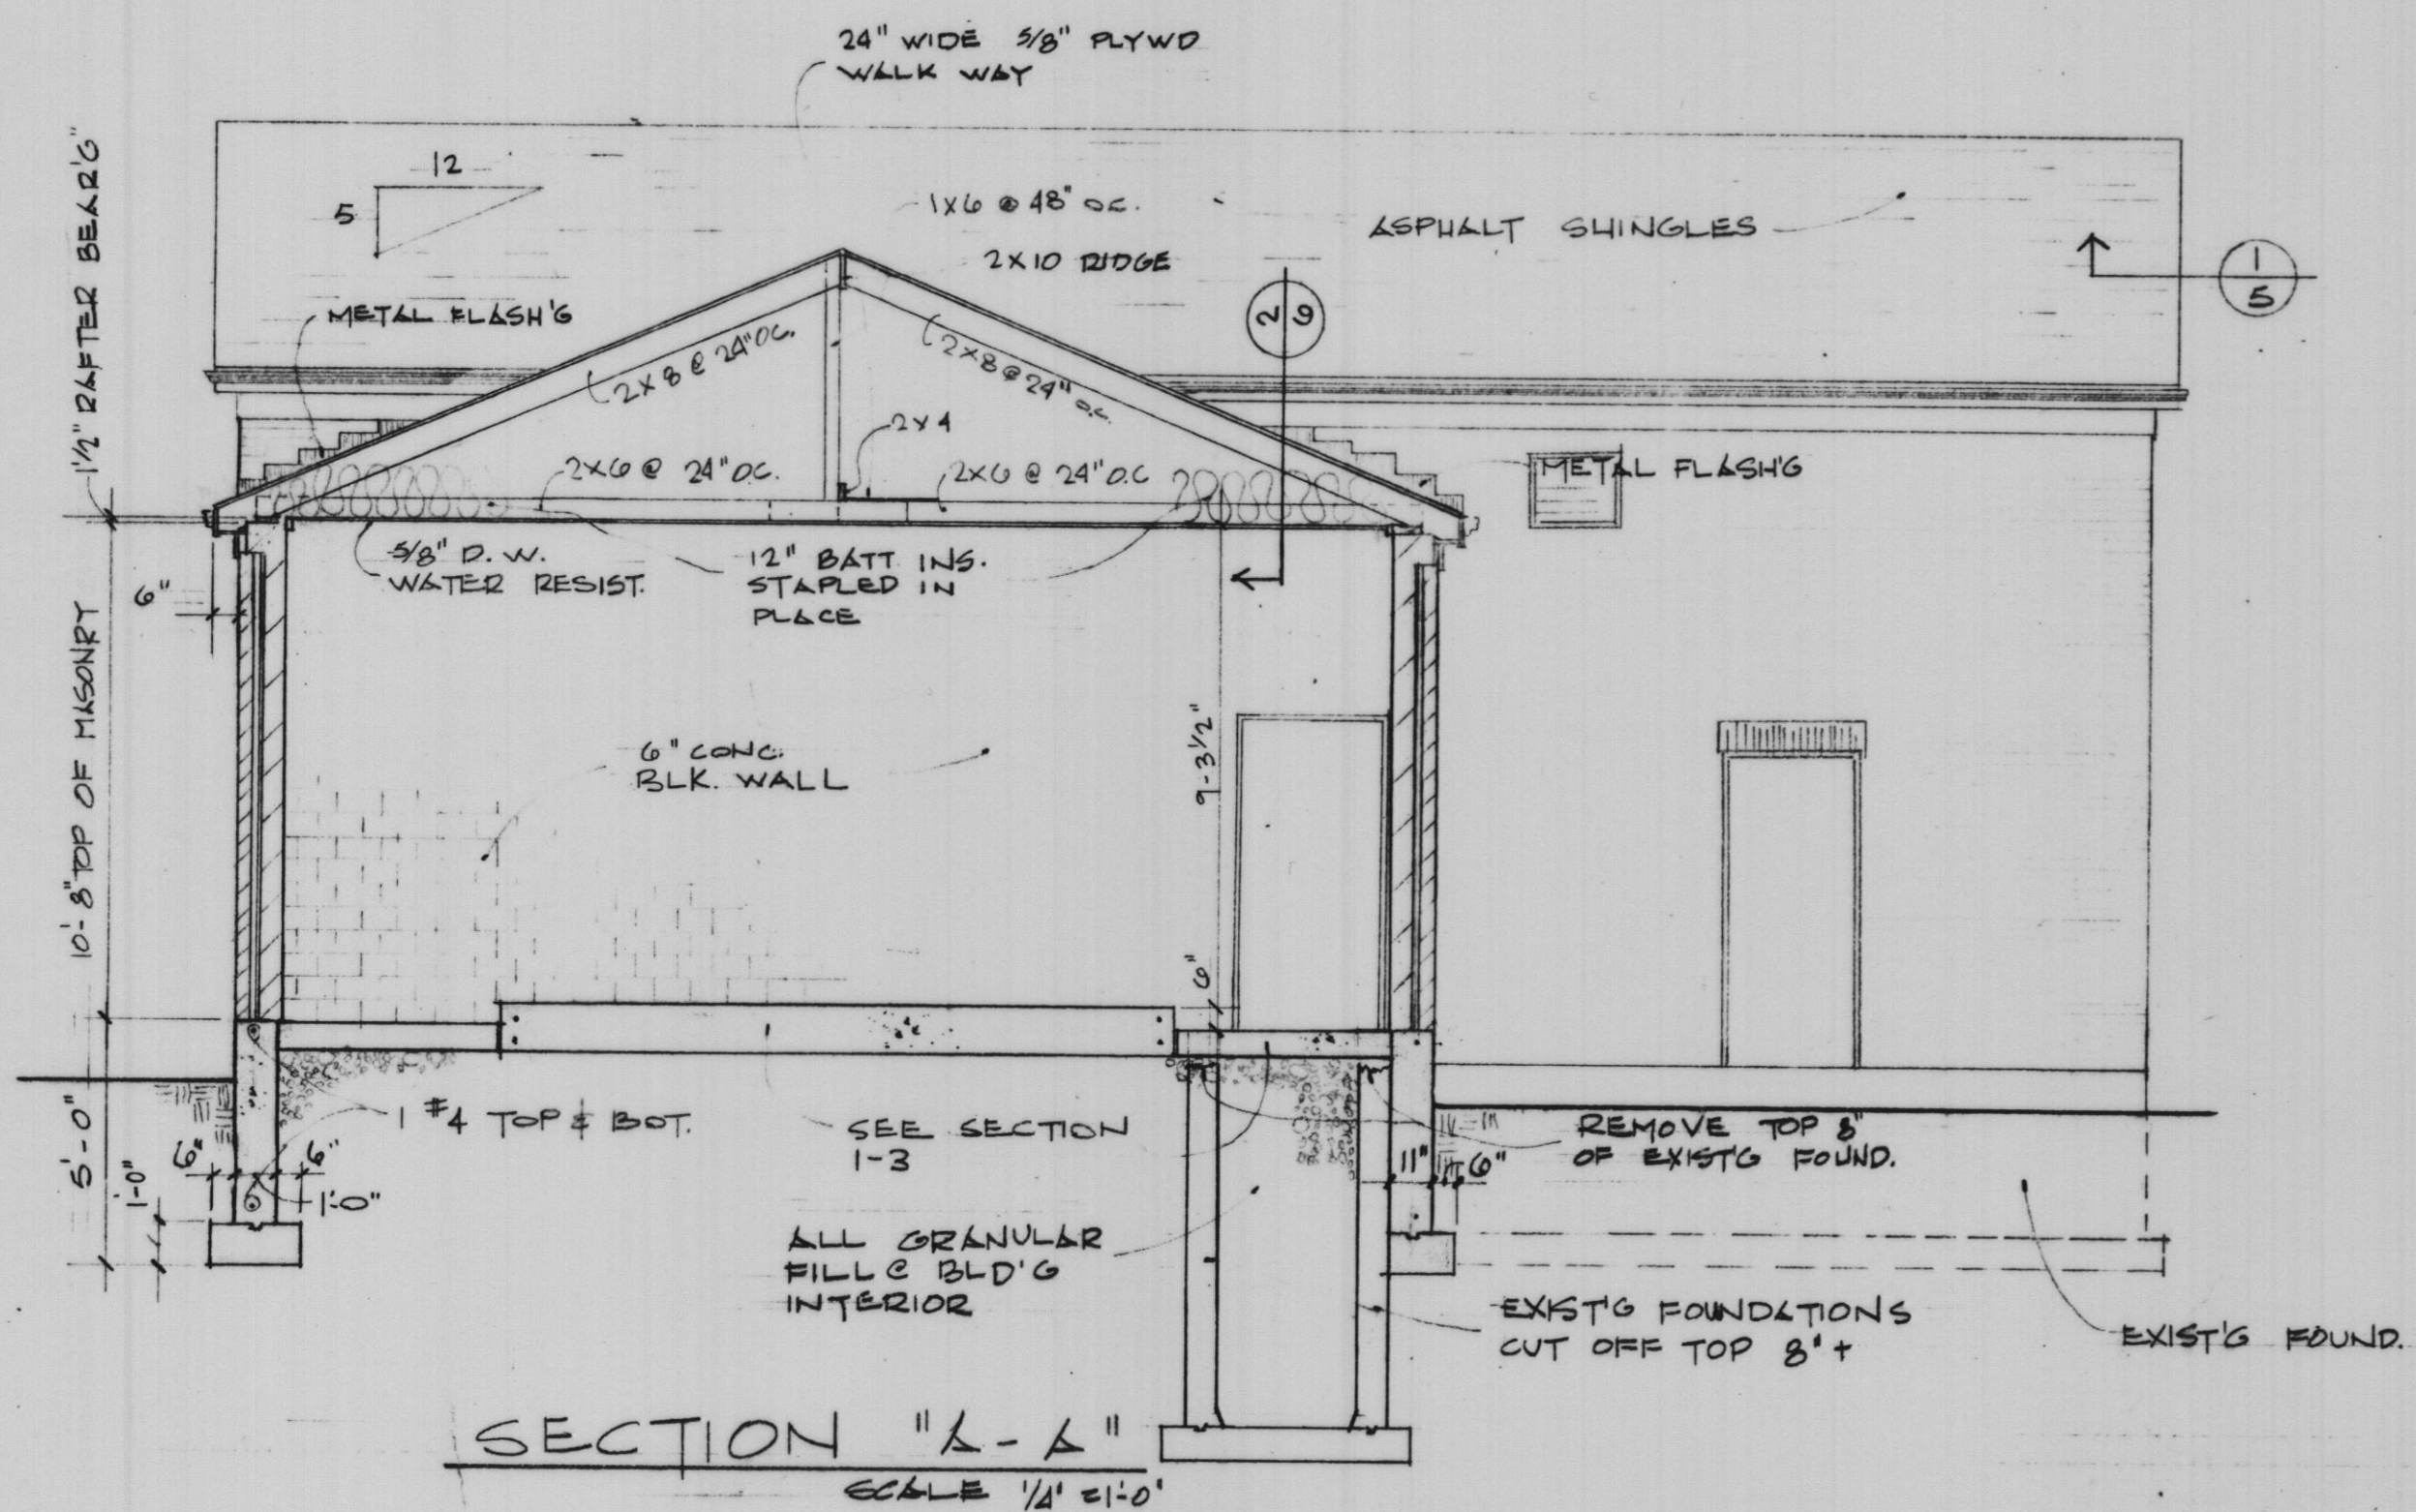 24" WIDE 5/8" PLYWD
WALK WAY
12
5
1X6 @ 48" O.C.
2X10 RIDGE
ASPHALT SHINGLES
1
5
2
9
METAL FLASH'G
2X8 @ 24" O.C.
2X8 @ 24" O.C.
2X4
2X6 @ 24" O.C.
2X6 @ 24" O.C
METAL FLASH'G
1 1/2" RAFTER BEAR'G
5/8" D. W.
WATER RESIST.
12" BATT INS.
STAPLED IN
PLACE
6"
10'-8" TOP OF MASONRY
6" CONC.
BLK. WALL
9-3 1/2"
6"
1 #4 TOP & BOT.
SEE SECTION
1-3
REMOVE TOP 8"
OF EXIST'G FOUND.
5'-0"
1'-0"
6"
6"
1'-0"
11"
6"
ALL GRANULAR
FILL @ BLD'G
INTERIOR
EXIST'G FOUNDATIONS
CUT OFF TOP 8" +
EXIST'G FOUND.
SECTION "A-A"
SCALE 1/4" = 1'-0"